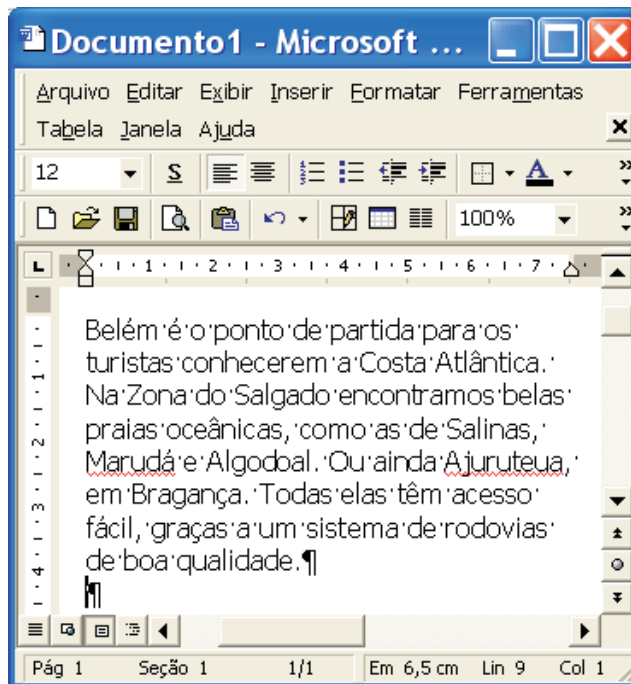 Documento1 - Microsoft ...
Arquivo Editar Exibir Inserir Formatar Ferramentas
Tabela Janela Ajuda
12 S A
100%
L 1 2 3 4 5 6 7
Belém é o ponto de partida para os
turistas conhecerem a Costa Atlântica.
Na Zona do Salgado encontramos belas
praias oceânicas, como as de Salinas,
Marudá e Algodoal. Ou ainda Ajuruteua,
em Bragança. Todas elas têm acesso
fácil, graças a um sistema de rodovias
de boa qualidade.¶
¶
1
2
3
4
Pág 1 Seção 1 1/1 Em 6,5 cm Lin 9 Col 1